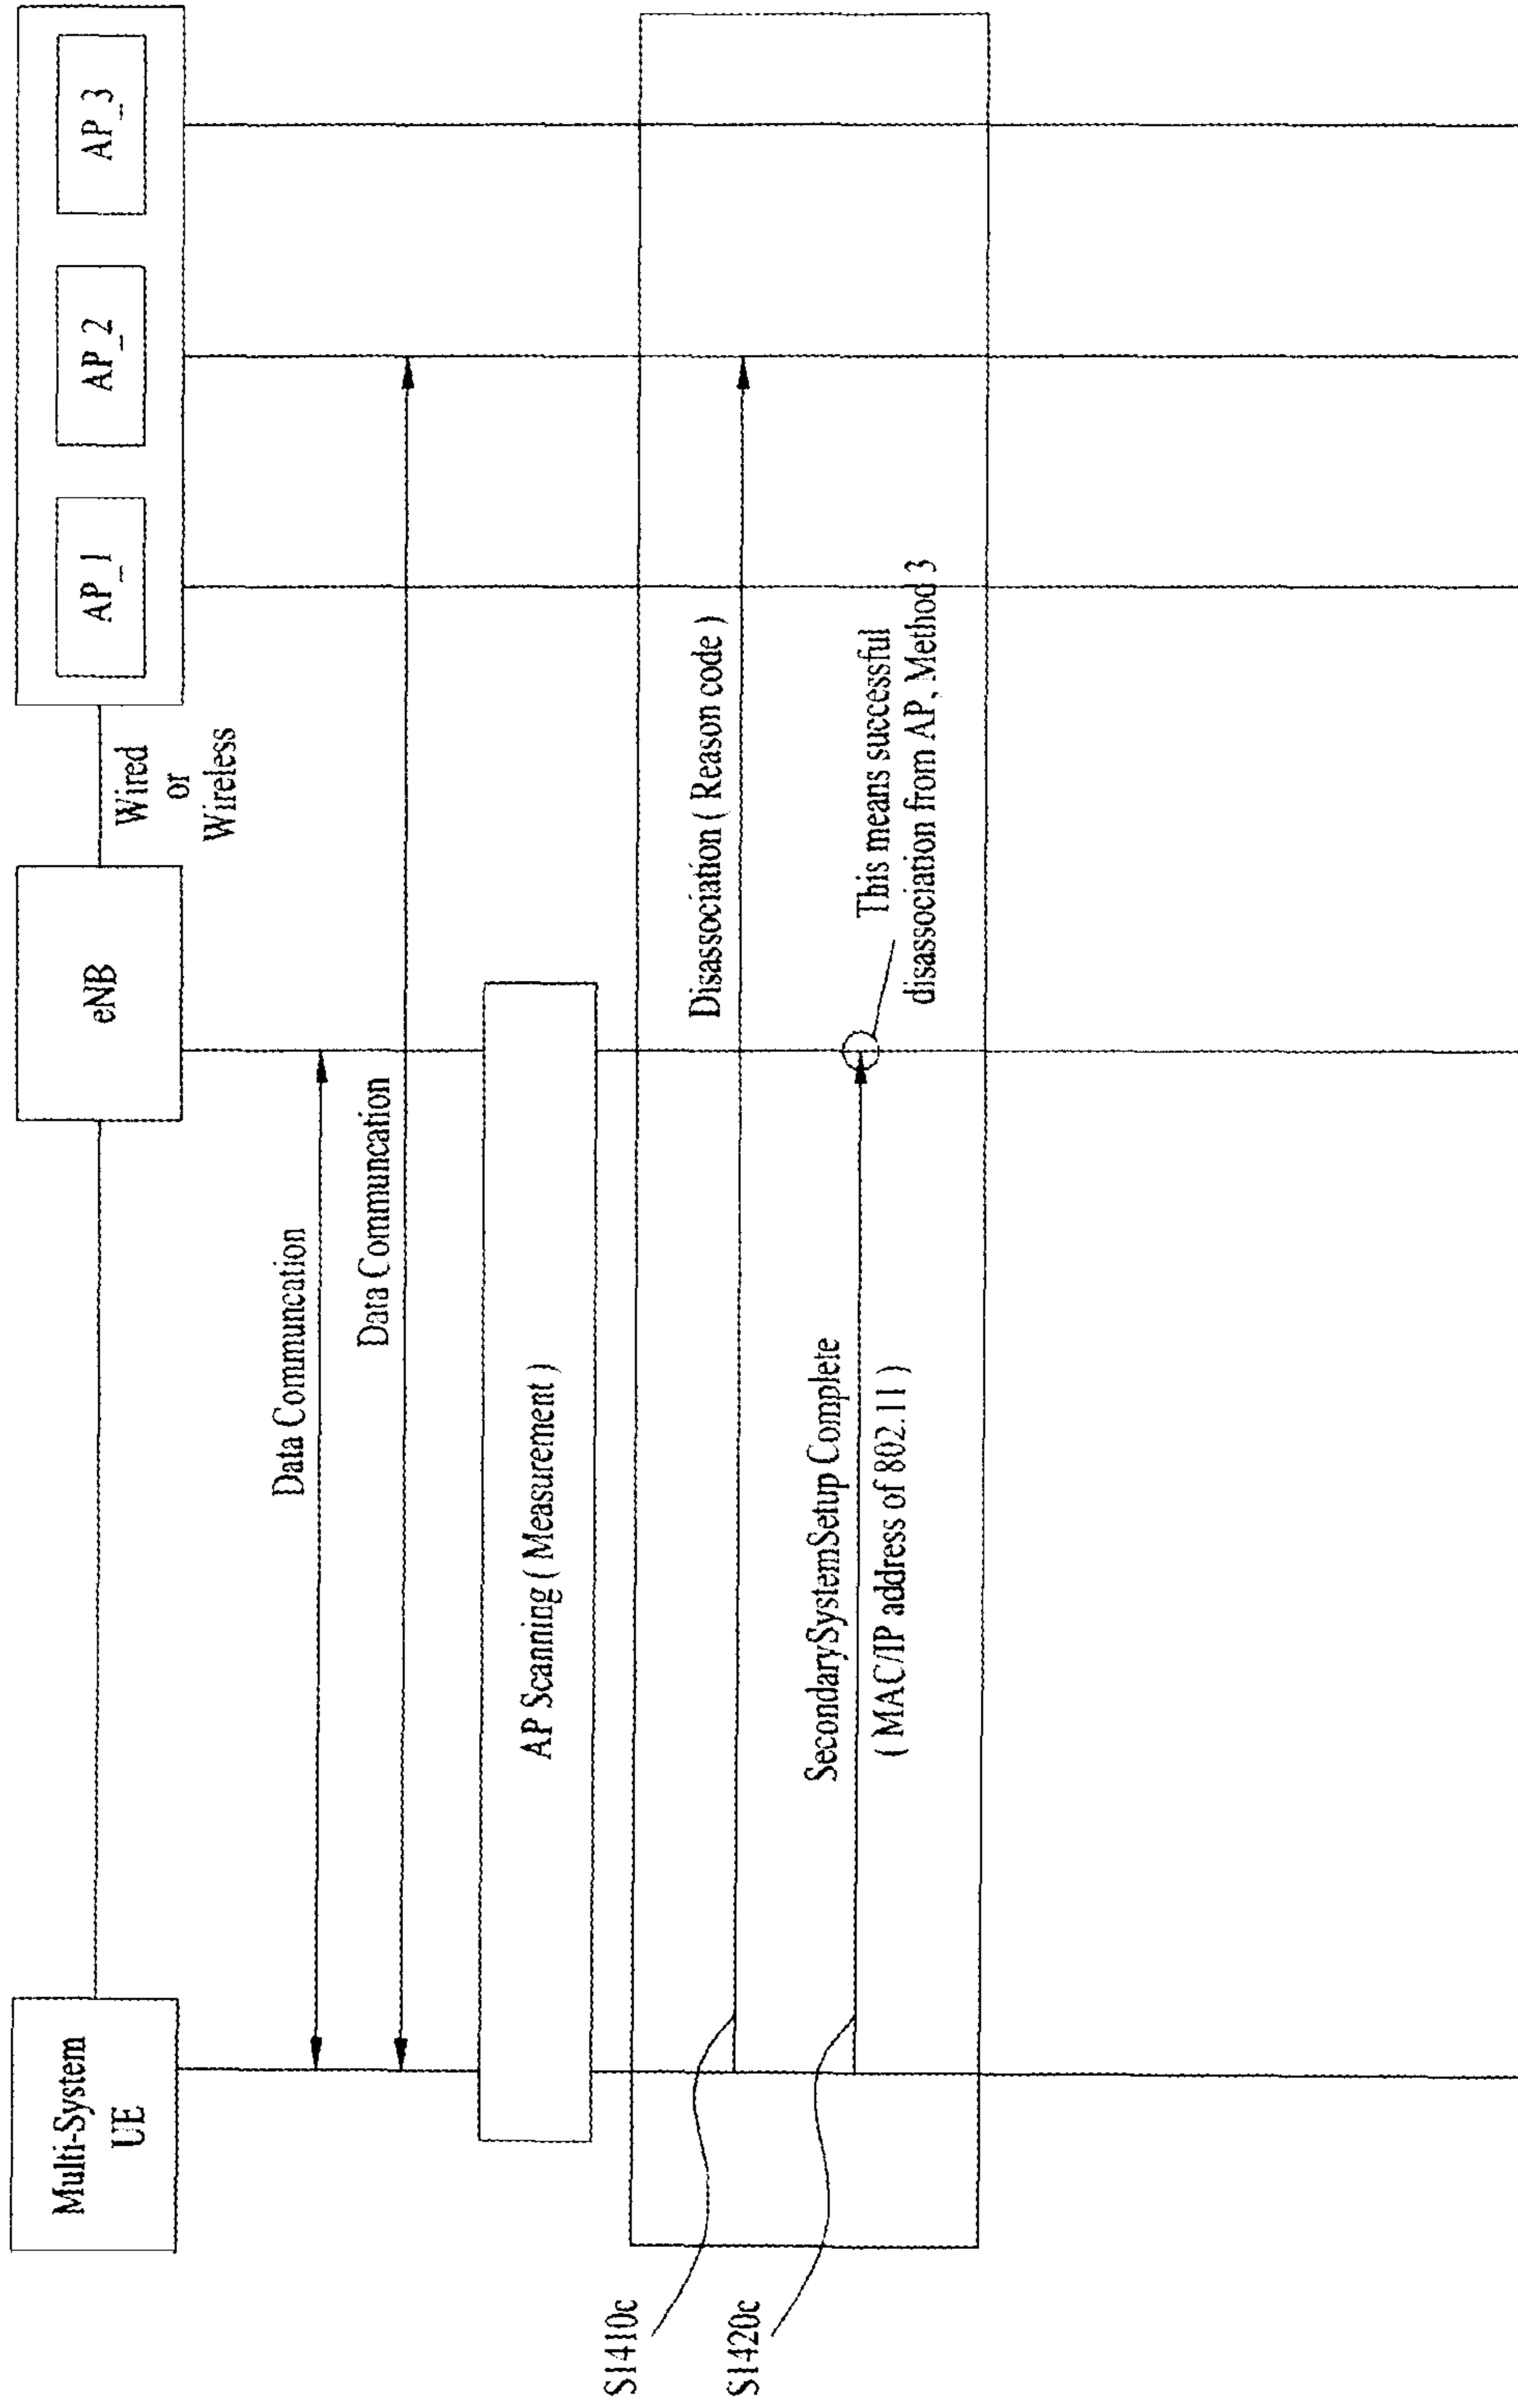 Multi-System
UE
eNB
Wired
or
Wireless
AP_1
AP_2
AP_3
Data Communcation
Data Communcation
AP Scanning ( Measurement )
S1410c
Disassociation ( Reason code )
S1420c
SecondarySystemSetup Complete
( MAC/IP address of 802.11 )
This means successful
disassociation from AP, Method 3